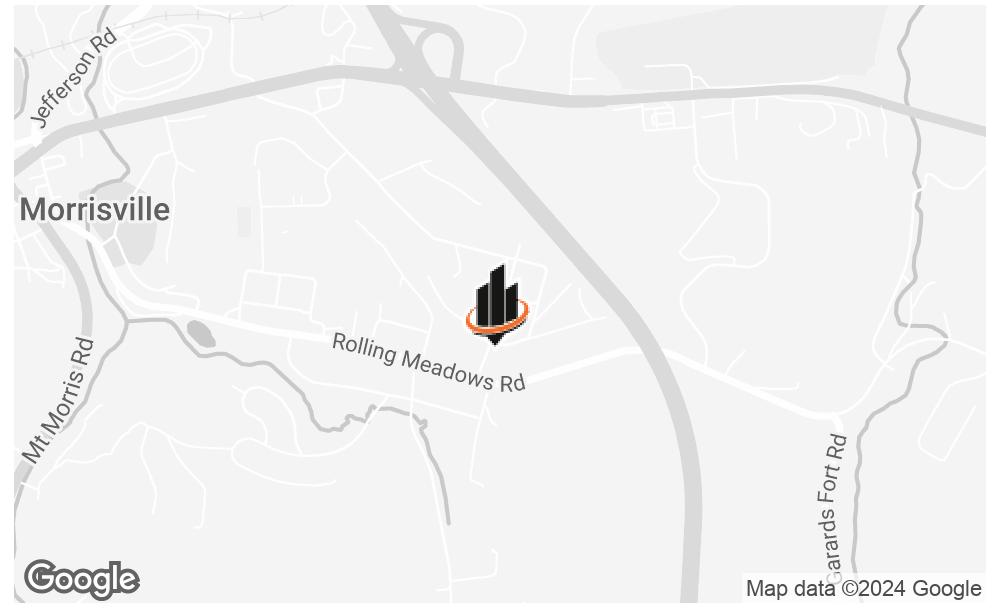 Jefferson Rd
Morrisville
Rolling Meadows Rd
Mt Morris Rd
Garards Fort Rd
Google
Map data ©2024 Google